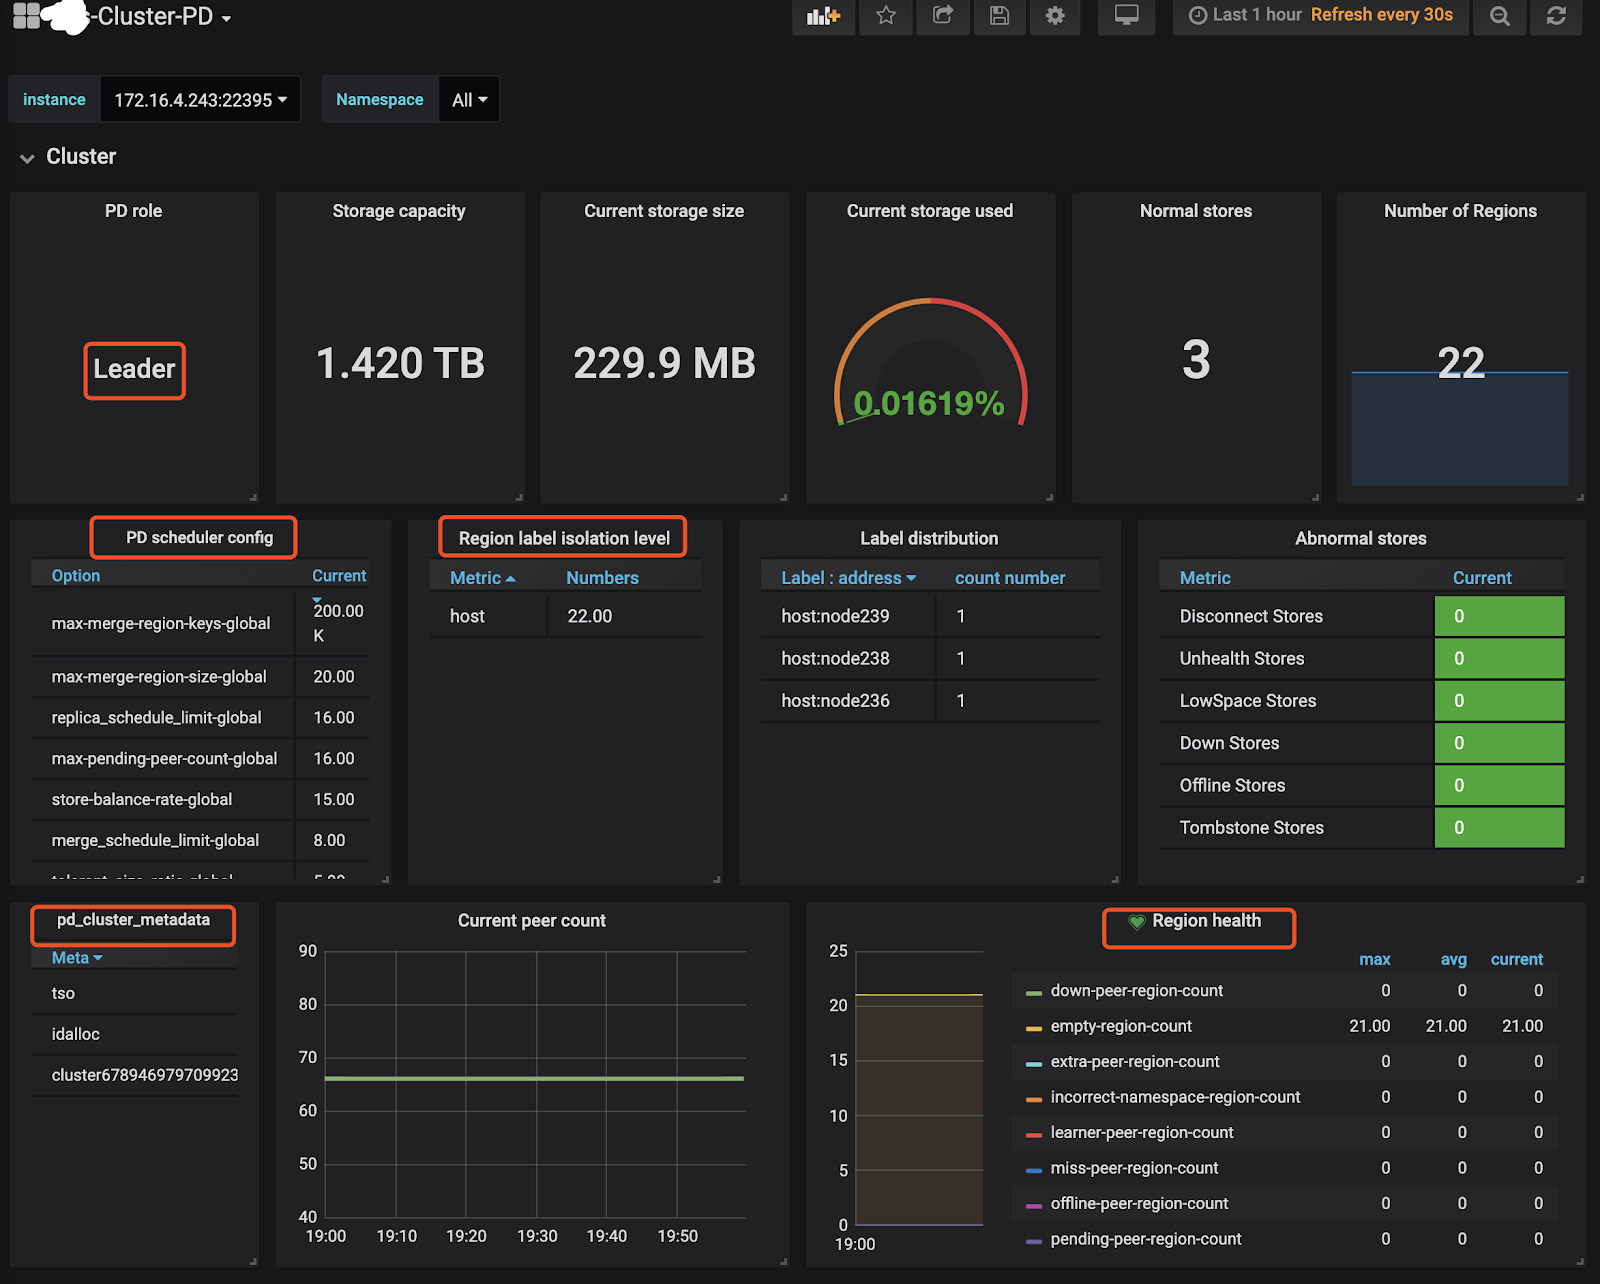 -Cluster-PD
Last 1 hour Refresh every 30s
instance 172.16.4.243:22395 Namespace All
Cluster
PD role
Leader
Storage capacity
1.420 TB
Current storage size
229.9 MB
Current storage used
0.01619%
Normal stores
3
Number of Regions
22
PD scheduler config
Option Current
max-merge-region-keys-global 200.00 K
max-merge-region-size-global 20.00
replica_schedule_limit-global 16.00
max-pending-peer-count-global 16.00
store-balance-rate-global 15.00
merge_schedule_limit-global 8.00
Region label isolation level
Metric Numbers
host 22.00
Label distribution
Label : address count number
host:node239 1
host:node238 1
host:node236 1
Abnormal stores
Metric Current
Disconnect Stores 0
Unhealth Stores 0
LowSpace Stores 0
Down Stores 0
Offline Stores 0
Tombstone Stores 0
pd_cluster_metadata
Meta
tso
idalloc
cluster678946979709923
Current peer count
90
80
70
60
50
40
19:00 19:10 19:20 19:30 19:40 19:50
Region health
25
20
15
10
5
0
19:00
max avg current
down-peer-region-count 0 0 0
empty-region-count 21.00 21.00 21.00
extra-peer-region-count 0 0 0
incorrect-namespace-region-count 0 0 0
learner-peer-region-count 0 0 0
miss-peer-region-count 0 0 0
offline-peer-region-count 0 0 0
pending-peer-region-count 0 0 0